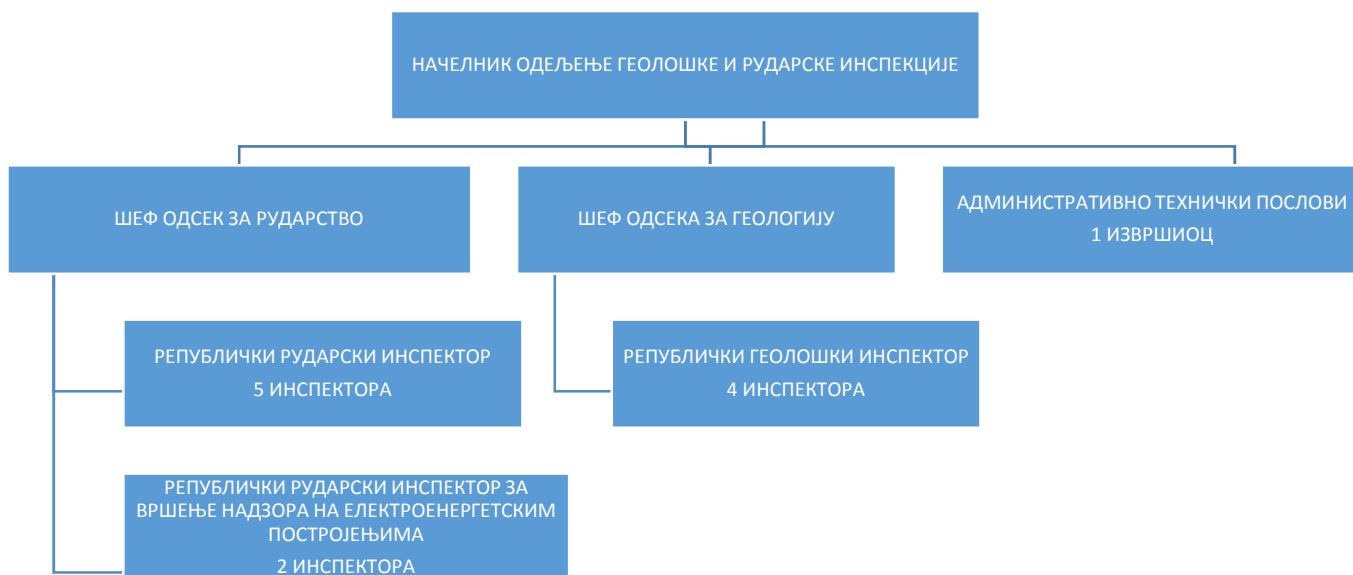 НАЧЕЛНИК ОДЕЉЕЊЕ ГЕОЛОШКЕ И РУДАРСКЕ ИНСПЕКЦИЈЕ
ШЕФ ОДСЕК ЗА РУДАРСТВО
ШЕФ ОДСЕКА ЗА ГЕОЛОГИЈУ
АДМИНИСТРАТИВНО ТЕХНИЧКИ ПОСЛОВИ
1 ИЗВРШИОЦ
РЕПУБЛИЧКИ РУДАРСКИ ИНСПЕКТОР
5 ИНСПЕКТОРА
РЕПУБЛИЧКИ ГЕОЛОШКИ ИНСПЕКТОР
4 ИНСПЕКТОРА
РЕПУБЛИЧКИ РУДАРСКИ ИНСПЕКТОР ЗА
ВРШЕЊЕ НАДЗОРА НА ЕЛЕКТРОЕНЕРГЕТСКИМ
ПОСТРОЈЕЊИМА
2 ИНСПЕКТОРА